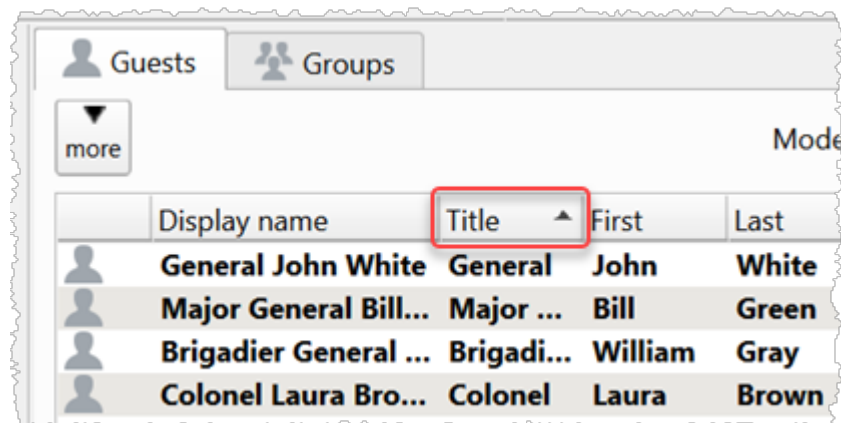 Guests Groups
more Mode
Display name Title First Last
General John White General John White
Major General Bill... Major ... Bill Green
Brigadier General ... Brigadi... William Gray
Colonel Laura Bro... Colonel Laura Brown